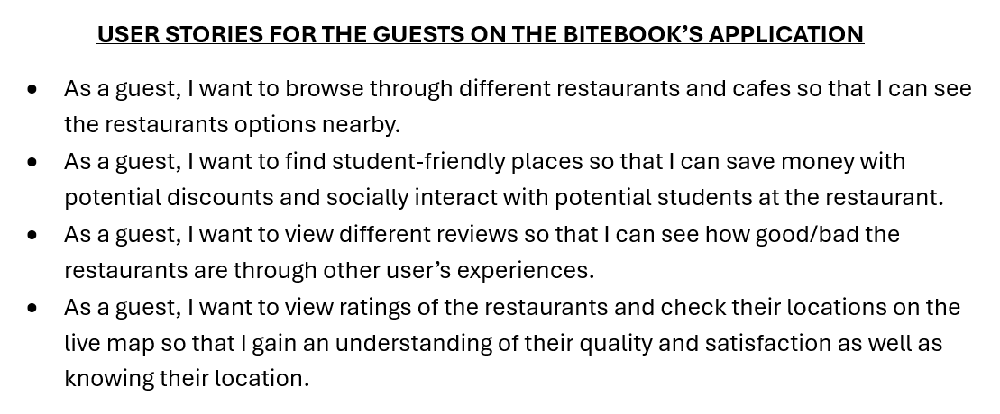 USER STORIES FOR THE GUESTS ON THE BITEBOOK’S APPLICATION
• As a guest, I want to browse through different restaurants and cafes so that I can see
the restaurants options nearby.
• As a guest, I want to find student-friendly places so that I can save money with
potential discounts and socially interact with potential students at the restaurant.
• As a guest, I want to view different reviews so that I can see how good/bad the
restaurants are through other user’s experiences.
• As a guest, I want to view ratings of the restaurants and check their locations on the
live map so that I gain an understanding of their quality and satisfaction as well as
knowing their location.